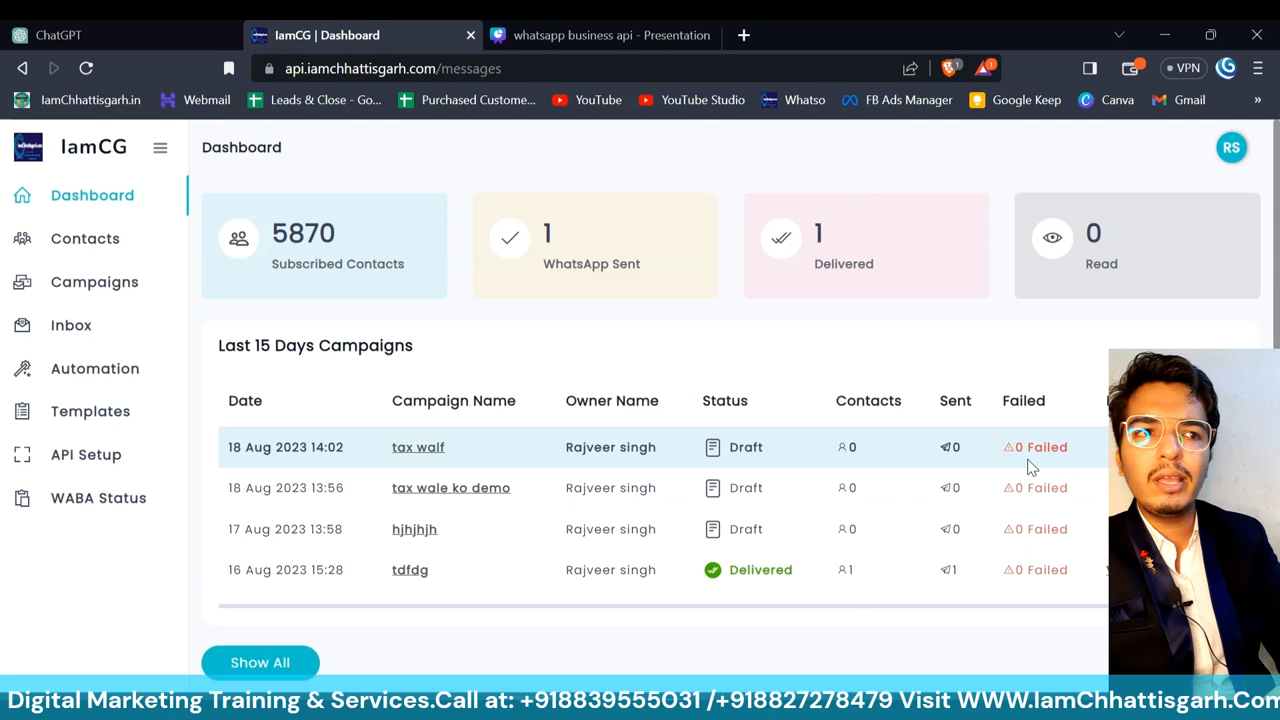 ChatGPT
IamCG | Dashboard
whatsapp business api - Presentation
api.iamchhattisgarh.com/messages
1
1
VPN
IamChhattisgarh.in
Webmail
Leads & Close - Go...
Purchased Custome...
YouTube
YouTube Studio
Whatso
FB Ads Manager
Google Keep
Canva
Gmail
»
IamCG
Dashboard
RS
Dashboard
Contacts
Campaigns
Inbox
Automation
Templates
API Setup
WABA Status
5870
Subscribed Contacts
1
WhatsApp Sent
1
Delivered
0
Read
Last 15 Days Campaigns
Date Campaign Name Owner Name Status Contacts Sent Failed
18 Aug 2023 14:02 tax walf Rajveer singh Draft 0 0 0 Failed
18 Aug 2023 13:56 tax wale ko demo Rajveer singh Draft 0 0 0 Failed
17 Aug 2023 13:58 hjhjhjh Rajveer singh Draft 0 0 0 Failed
16 Aug 2023 15:28 tdfdg Rajveer singh Delivered 1 1 0 Failed
Show All
Digital Marketing Training & Services.Call at: +918839555031 /+918827278479 Visit WWW.IamChhattisgarh.Com